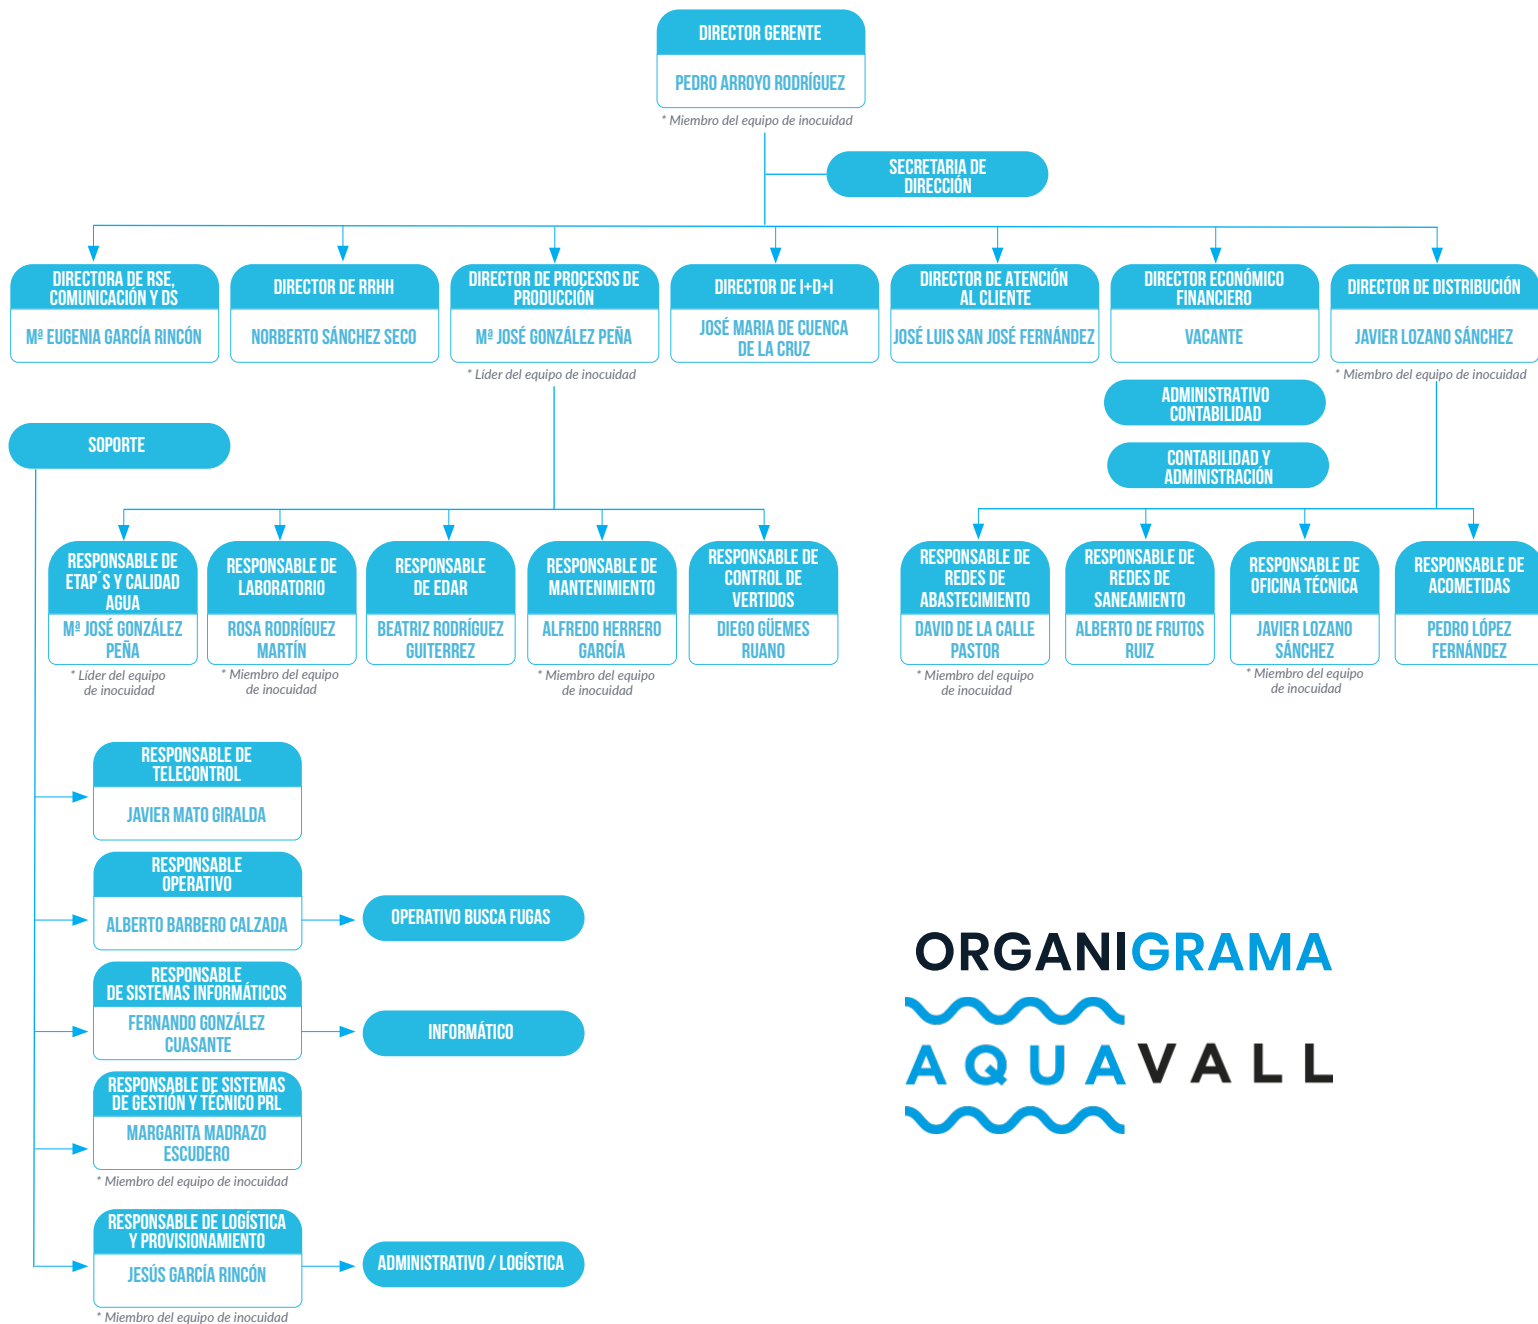 DIRECTOR GERENTE
PEDRO ARROYO RODRÍGUEZ
* Miembro del equipo de inocuidad
SECRETARIA DE
DIRECCIÓN
DIRECTORA DE RSE,
COMUNICACIÓN Y DS
Mª EUGENIA GARCÍA RINCÓN
DIRECTOR DE RRHH
NORBERTO SÁNCHEZ SECO
DIRECTOR DE PROCESOS DE
PRODUCCIÓN
Mª JOSÉ GONZÁLEZ PEÑA
* Líder del equipo de inocuidad
DIRECTOR DE I+D+I
JOSÉ MARIA DE CUENCA
DE LA CRUZ
DIRECTOR DE ATENCIÓN
AL CLIENTE
JOSÉ LUIS SAN JOSÉ FERNÁNDEZ
DIRECTOR ECONÓMICO
FINANCIERO
VACANTE
DIRECTOR DE DISTRIBUCIÓN
JAVIER LOZANO SÁNCHEZ
* Miembro del equipo de inocuidad
ADMINISTRATIVO
CONTABILIDAD
CONTABILIDAD Y
ADMINISTRACIÓN
SOPORTE
RESPONSABLE DE
ETAP´S Y CALIDAD
AGUA
Mª JOSÉ GONZÁLEZ
PEÑA
* Líder del equipo
de inocuidad
RESPONSABLE DE
LABORATORIO
ROSA RODRÍGUEZ
MARTÍN
* Miembro del equipo
de inocuidad
RESPONSABLE
DE EDAR
BEATRIZ RODRÍGUEZ
GUITERREZ
RESPONSABLE DE
MANTENIMIENTO
ALFREDO HERRERO
GARCÍA
* Miembro del equipo
de inocuidad
RESPONSABLE DE
CONTROL DE
VERTIDOS
DIEGO GÜEMES
RUANO
RESPONSABLE DE
REDES DE
ABASTECIMIENTO
DAVID DE LA CALLE
PASTOR
* Miembro del equipo
de inocuidad
RESPONSABLE DE
REDES DE
SANEAMIENTO
ALBERTO DE FRUTOS
RUIZ
RESPONSABLE DE
OFICINA TÉCNICA
JAVIER LOZANO
SÁNCHEZ
* Miembro del equipo
de inocuidad
RESPONSABLE DE
ACOMETIDAS
PEDRO LÓPEZ
FERNÁNDEZ
RESPONSABLE DE
TELECONTROL
JAVIER MATO GIRALDA
RESPONSABLE
OPERATIVO
ALBERTO BARBERO CALZADA
OPERATIVO BUSCA FUGAS
RESPONSABLE
DE SISTEMAS INFORMÁTICOS
FERNANDO GONZÁLEZ
CUASANTE
INFORMÁTICO
RESPONSABLE DE SISTEMAS
DE GESTIÓN Y TÉCNICO PRL
MARGARITA MADRAZO
ESCUDERO
* Miembro del equipo de inocuidad
RESPONSABLE DE LOGÍSTICA
Y PROVISIONAMIENTO
JESÚS GARCÍA RINCÓN
* Miembro del equipo de inocuidad
ADMINISTRATIVO / LOGÍSTICA
ORGANIGRAMA
AQUAVALL